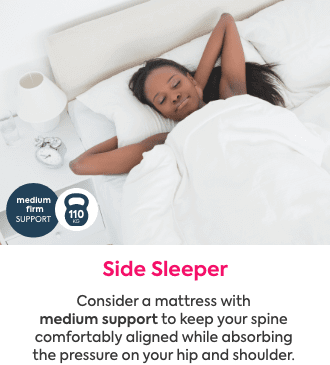 medium
firm
SUPPORT
110
KG
Side Sleeper
Consider a mattress with
medium support to keep your spine
comfortably aligned while absorbing
the pressure on your hip and shoulder.